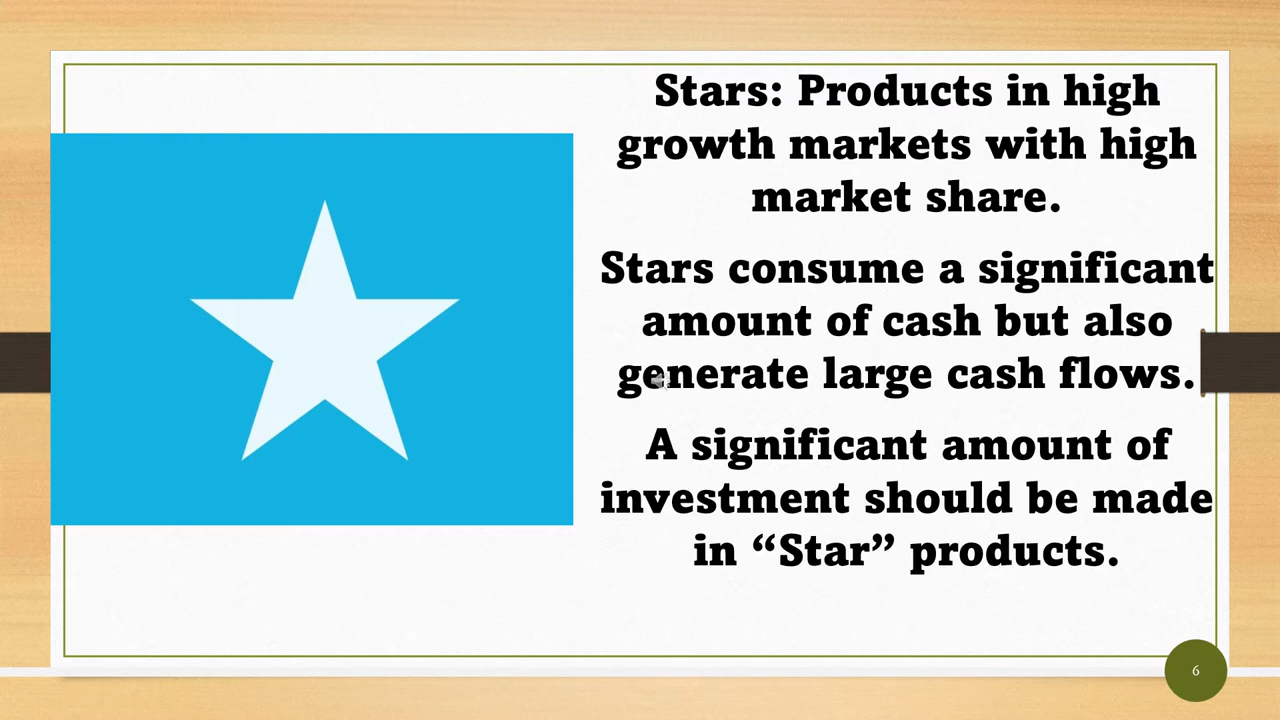 Stars: Products in high
growth markets with high
market share.
Stars consume a significant
amount of cash but also
generate large cash flows.
A significant amount of
investment should be made
in “Star” products.
6